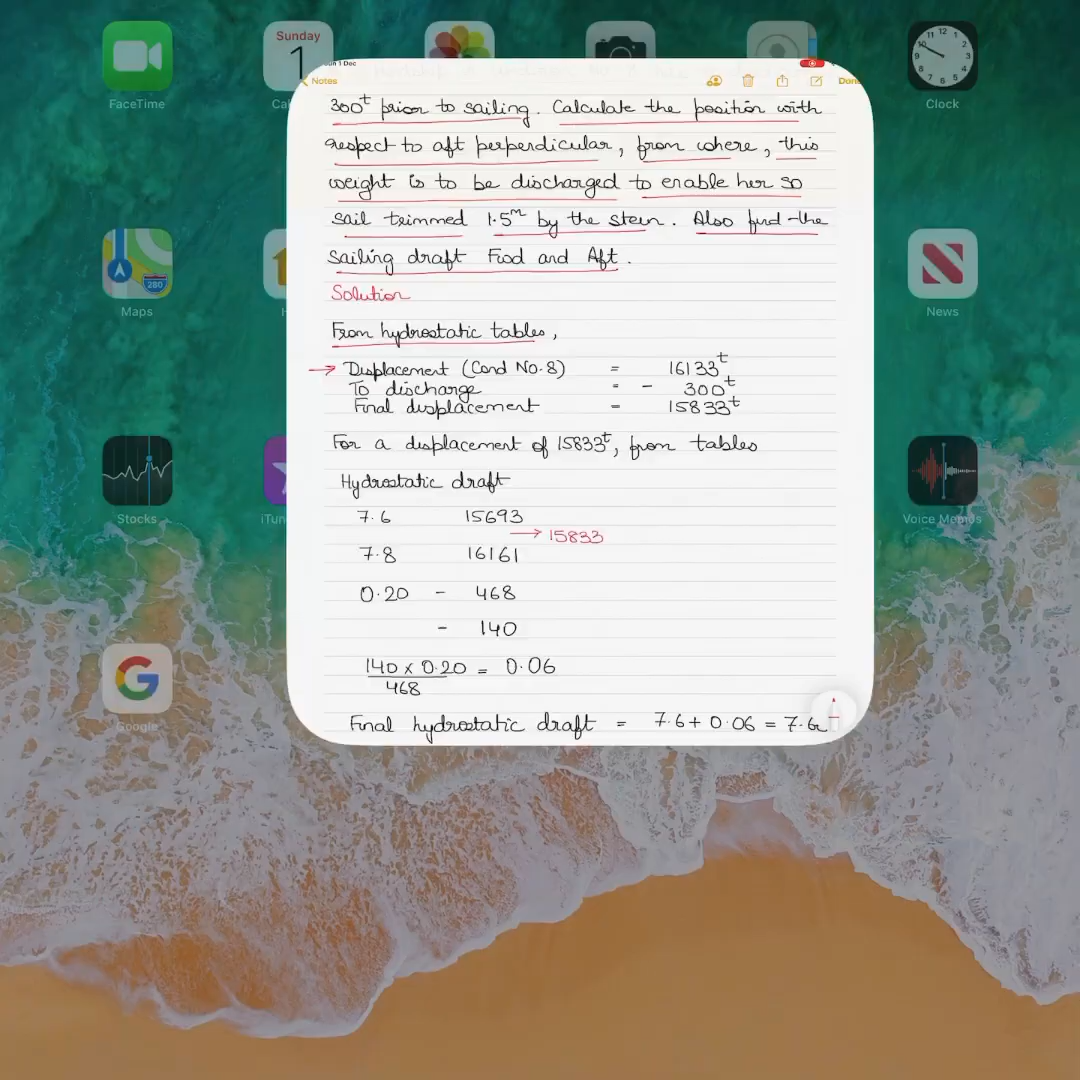 Sunday
1
FaceTime
Clock
Maps
280
News
Stocks
Voice Memos
Google
1 Dec
Notes
300t prior to sailing. Calculate the position with
respect to aft perpendicular, from where, this
weight is to be discharged to enable her so
sail trimmed 1.5m by the stern. Also find the
sailing draft Fwd and Aft.
Solution
From hydrostatic tables,
→ Displacement (Cond No.8) = 16133t
To discharge = - 300t
Final displacement = 15833t
For a displacement of 15833t, from tables
Hydrostatic draft
7.6 15693
→ 15833
7.8 16161
0.20 - 468
- 140
140 x 0.20 = 0.06
468
Final hydrostatic draft = 7.6 + 0.06 =